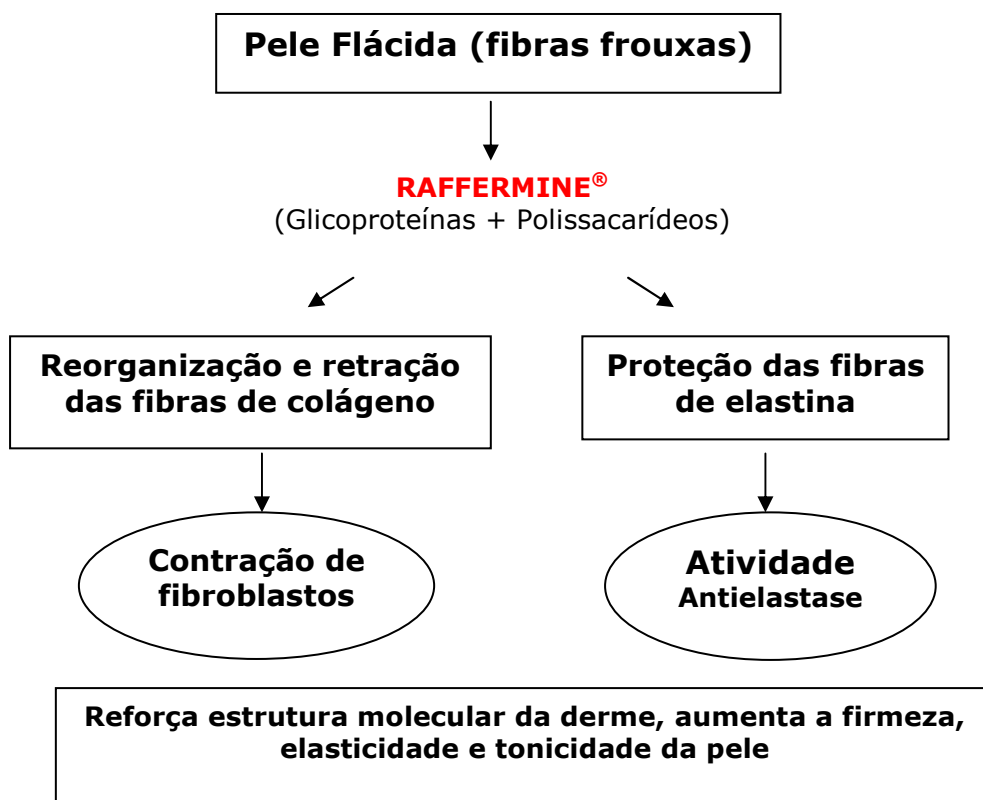 Pele Flácida (fibras frouxas)
RAFFERMINE®
(Glicoproteínas + Polissacarídeos)
Reorganização e retração
das fibras de colágeno
Proteção das fibras
de elastina
Contração de
fibroblastos
Atividade
Antielastase
Reforça estrutura molecular da derme, aumenta a firmeza,
elasticidade e tonicidade da pele